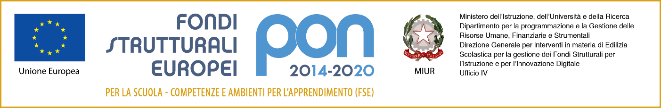 Unione Europea
FONDI
STRUTTURALI
EUROPEI
pon
2014-2020
PER LA SCUOLA - COMPETENZE E AMBIENTI PER L'APPRENDIMENTO (FSE)
MIUR
Ministero dell'Istruzione, dell'Università e della Ricerca
Dipartimento per la programmazione e la Gestione delle
Risorse Umane, Finanziarie e Strumentali
Direzione Generale per interventi in materia di Edilizia
Scolastica per la gestione dei Fondi Strutturali per
l'Istruzione e per l'Innovazione Digitale
Ufficio IV